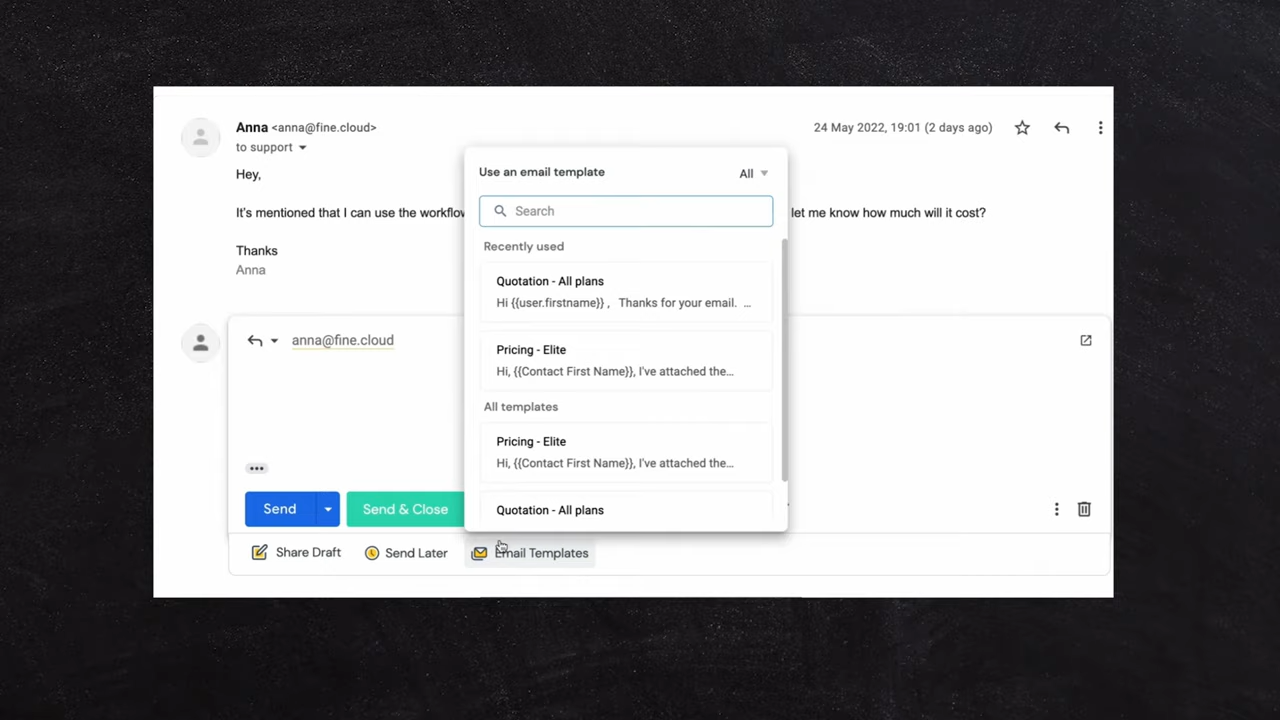 Anna <anna@fine.cloud>
24 May 2022, 19:01 (2 days ago)
to support
Hey,
It's mentioned that I can use the workflow
let me know how much will it cost?
Thanks
Anna
Use an email template
All
Search
Recently used
Quotation - All plans
Hi {{user.firstname}} , Thanks for your email. ...
Pricing - Elite
Hi, {{Contact First Name}}, I've attached the...
All templates
Pricing - Elite
Hi, {{Contact First Name}}, I've attached the...
Quotation - All plans
anna@fine.cloud
Send
Send & Close
Share Draft
Send Later
Email Templates